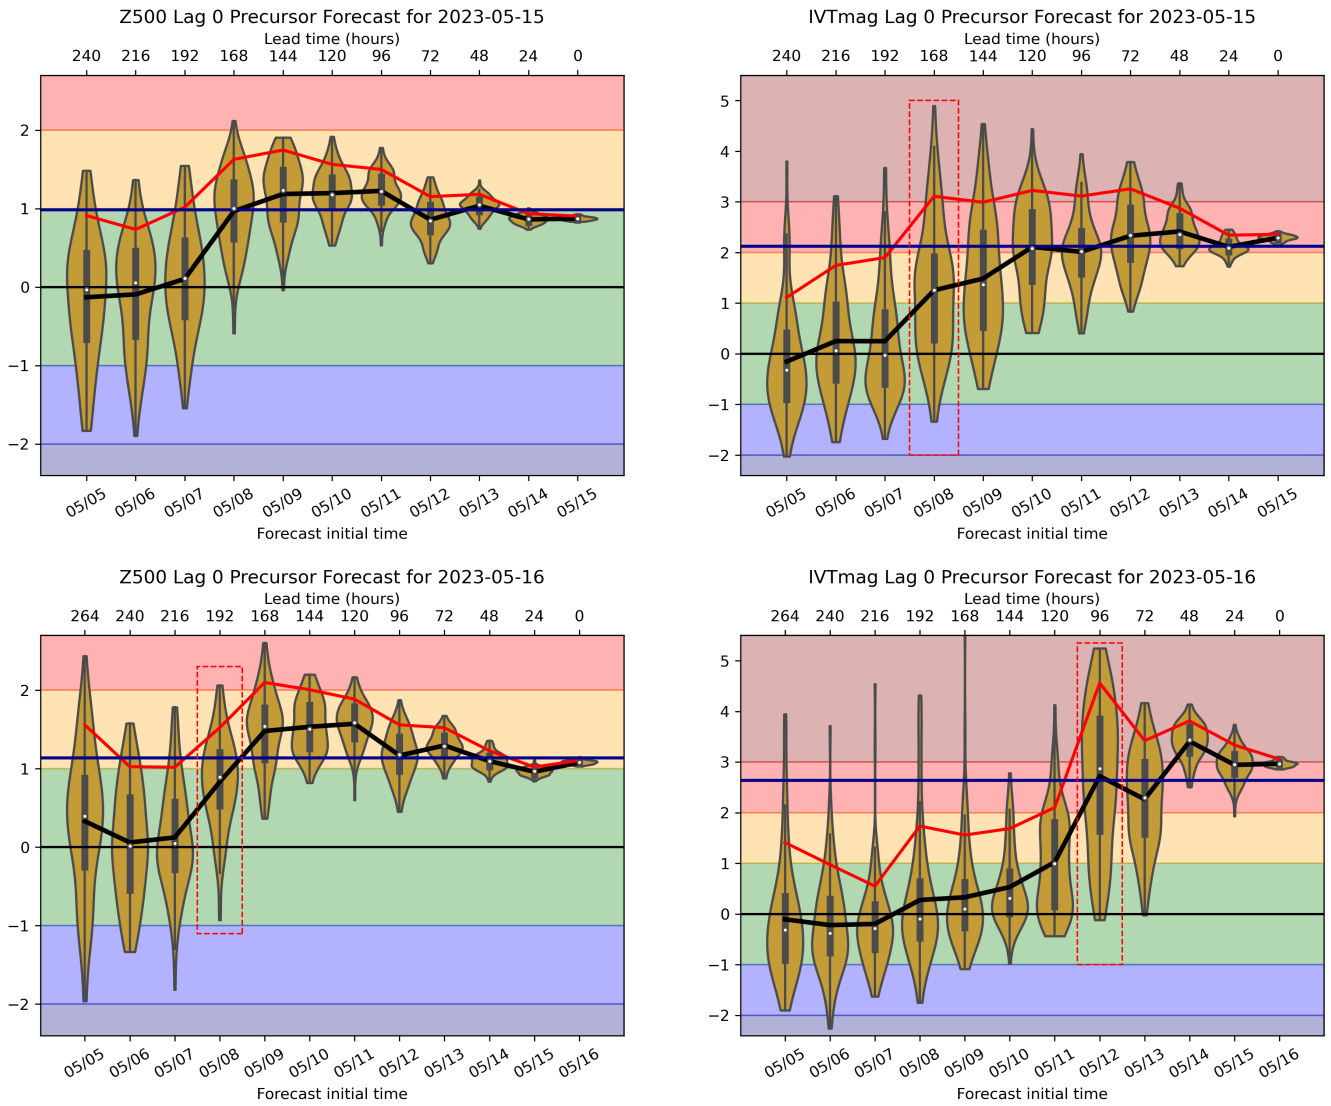 Z500 Lag 0 Precursor Forecast for 2023-05-15
Lead time (hours)
240 216 192 168 144 120 96 72 48 24 0
2
1
0
−1
−2
05/05 05/06 05/07 05/08 05/09 05/10 05/11 05/12 05/13 05/14 05/15
Forecast initial time
IVTmag Lag 0 Precursor Forecast for 2023-05-15
Lead time (hours)
240 216 192 168 144 120 96 72 48 24 0
5
4
3
2
1
0
−1
−2
05/05 05/06 05/07 05/08 05/09 05/10 05/11 05/12 05/13 05/14 05/15
Forecast initial time
Z500 Lag 0 Precursor Forecast for 2023-05-16
Lead time (hours)
264 240 216 192 168 144 120 96 72 48 24 0
2
1
0
−1
−2
05/05 05/06 05/07 05/08 05/09 05/10 05/11 05/12 05/13 05/14 05/15 05/16
Forecast initial time
IVTmag Lag 0 Precursor Forecast for 2023-05-16
Lead time (hours)
264 240 216 192 168 144 120 96 72 48 24 0
5
4
3
2
1
0
−1
−2
05/05 05/06 05/07 05/08 05/09 05/10 05/11 05/12 05/13 05/14 05/15 05/16
Forecast initial time